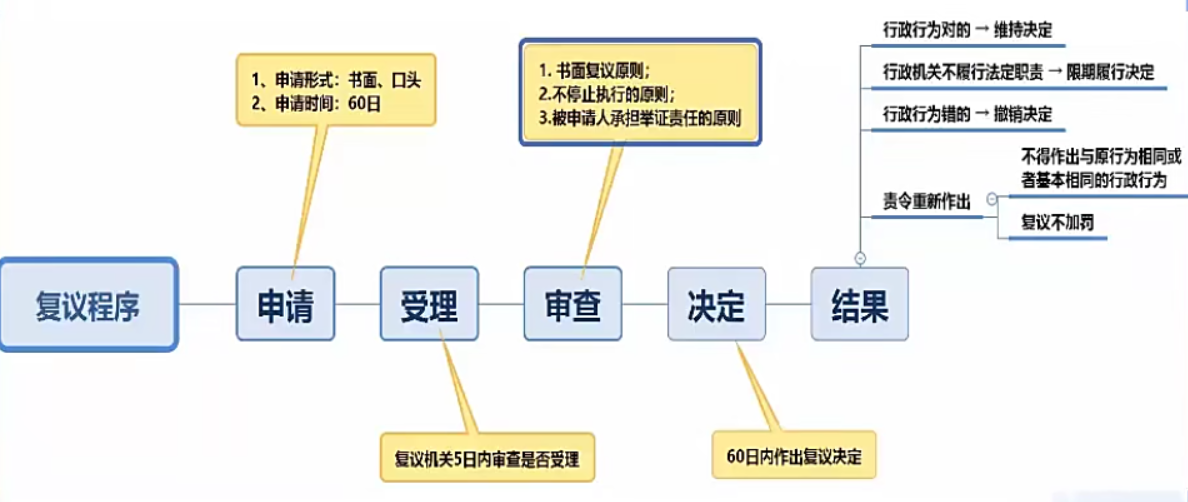 行政行为对的 → 维持决定
行政机关不履行法定职责 → 限期履行决定
行政行为错的 → 撤销决定
责令重新作出
不得作出与原行为相同或
者基本相同的行政行为
复议不加罚
1、申请形式：书面、口头
2、申请时间：60日
1. 书面复议原则；
2.不停止执行的原则；
3.被申请人承担举证责任的原则
复议程序
申请
受理
审查
决定
结果
复议机关5日内审查是否受理
60日内作出复议决定